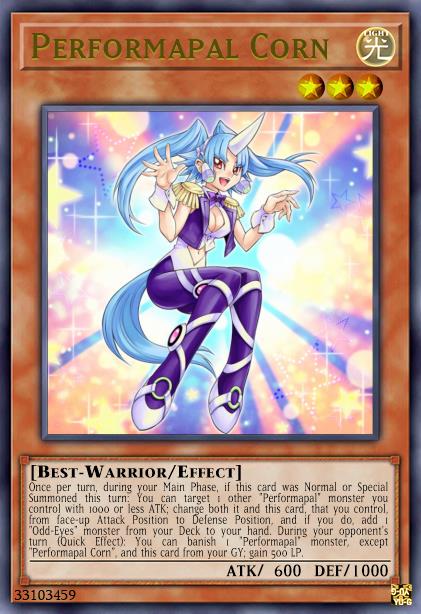 Performapal Corn
LIGHT
光
[Best-Warrior/Effect]
Once per turn, during your Main Phase, if this card was Normal or Special
Summoned this turn: You can target 1 other "Performapal" monster you
control with 1000 or less ATK; change both it and this card, that you control,
from face-up Attack Position to Defense Position, and if you do, add 1
"Odd-Eyes" monster from your Deck to your hand. During your opponent's
turn (Quick Effect): You can banish 1 "Performapal" monster, except
"Performapal Corn", and this card from your GY; gain 500 LP.
ATK/ 600 DEF/1000
33103459